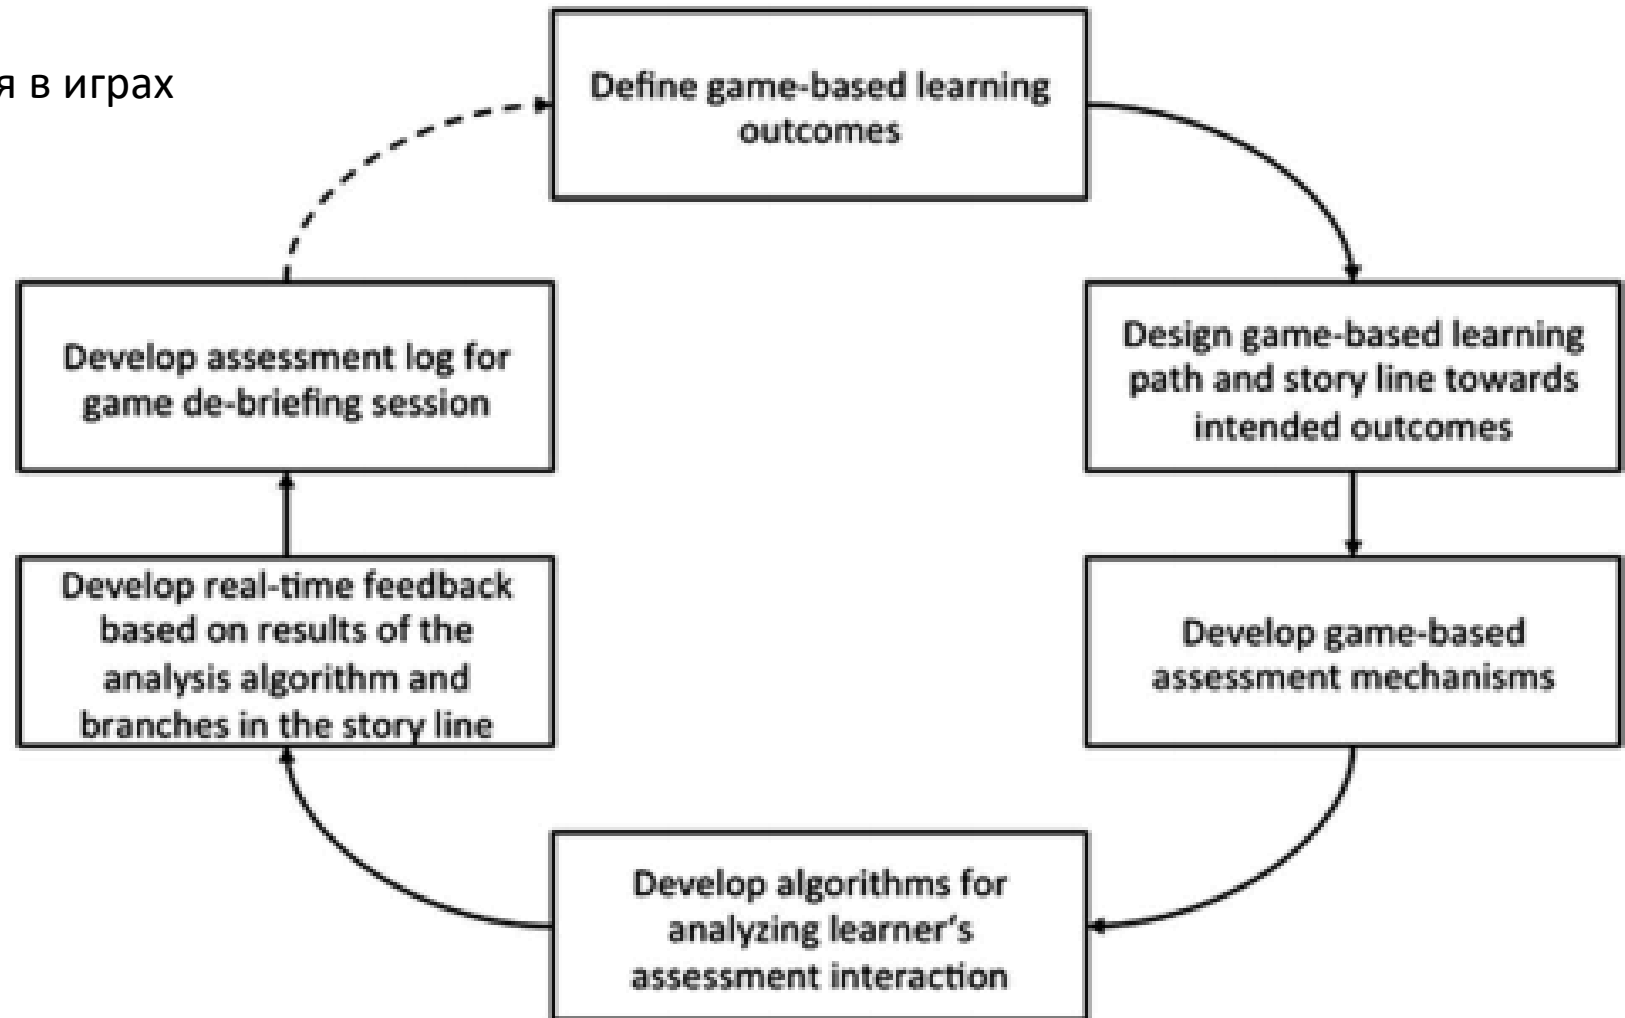 я в играх
Define game-based learning
outcomes
Design game-based learning
path and story line towards
intended outcomes
Develop game-based
assessment mechanisms
Develop algorithms for
analyzing learner's
assessment interaction
Develop real-time feedback
based on results of the
analysis algorithm and
branches in the story line
Develop assessment log for
game de-briefing session